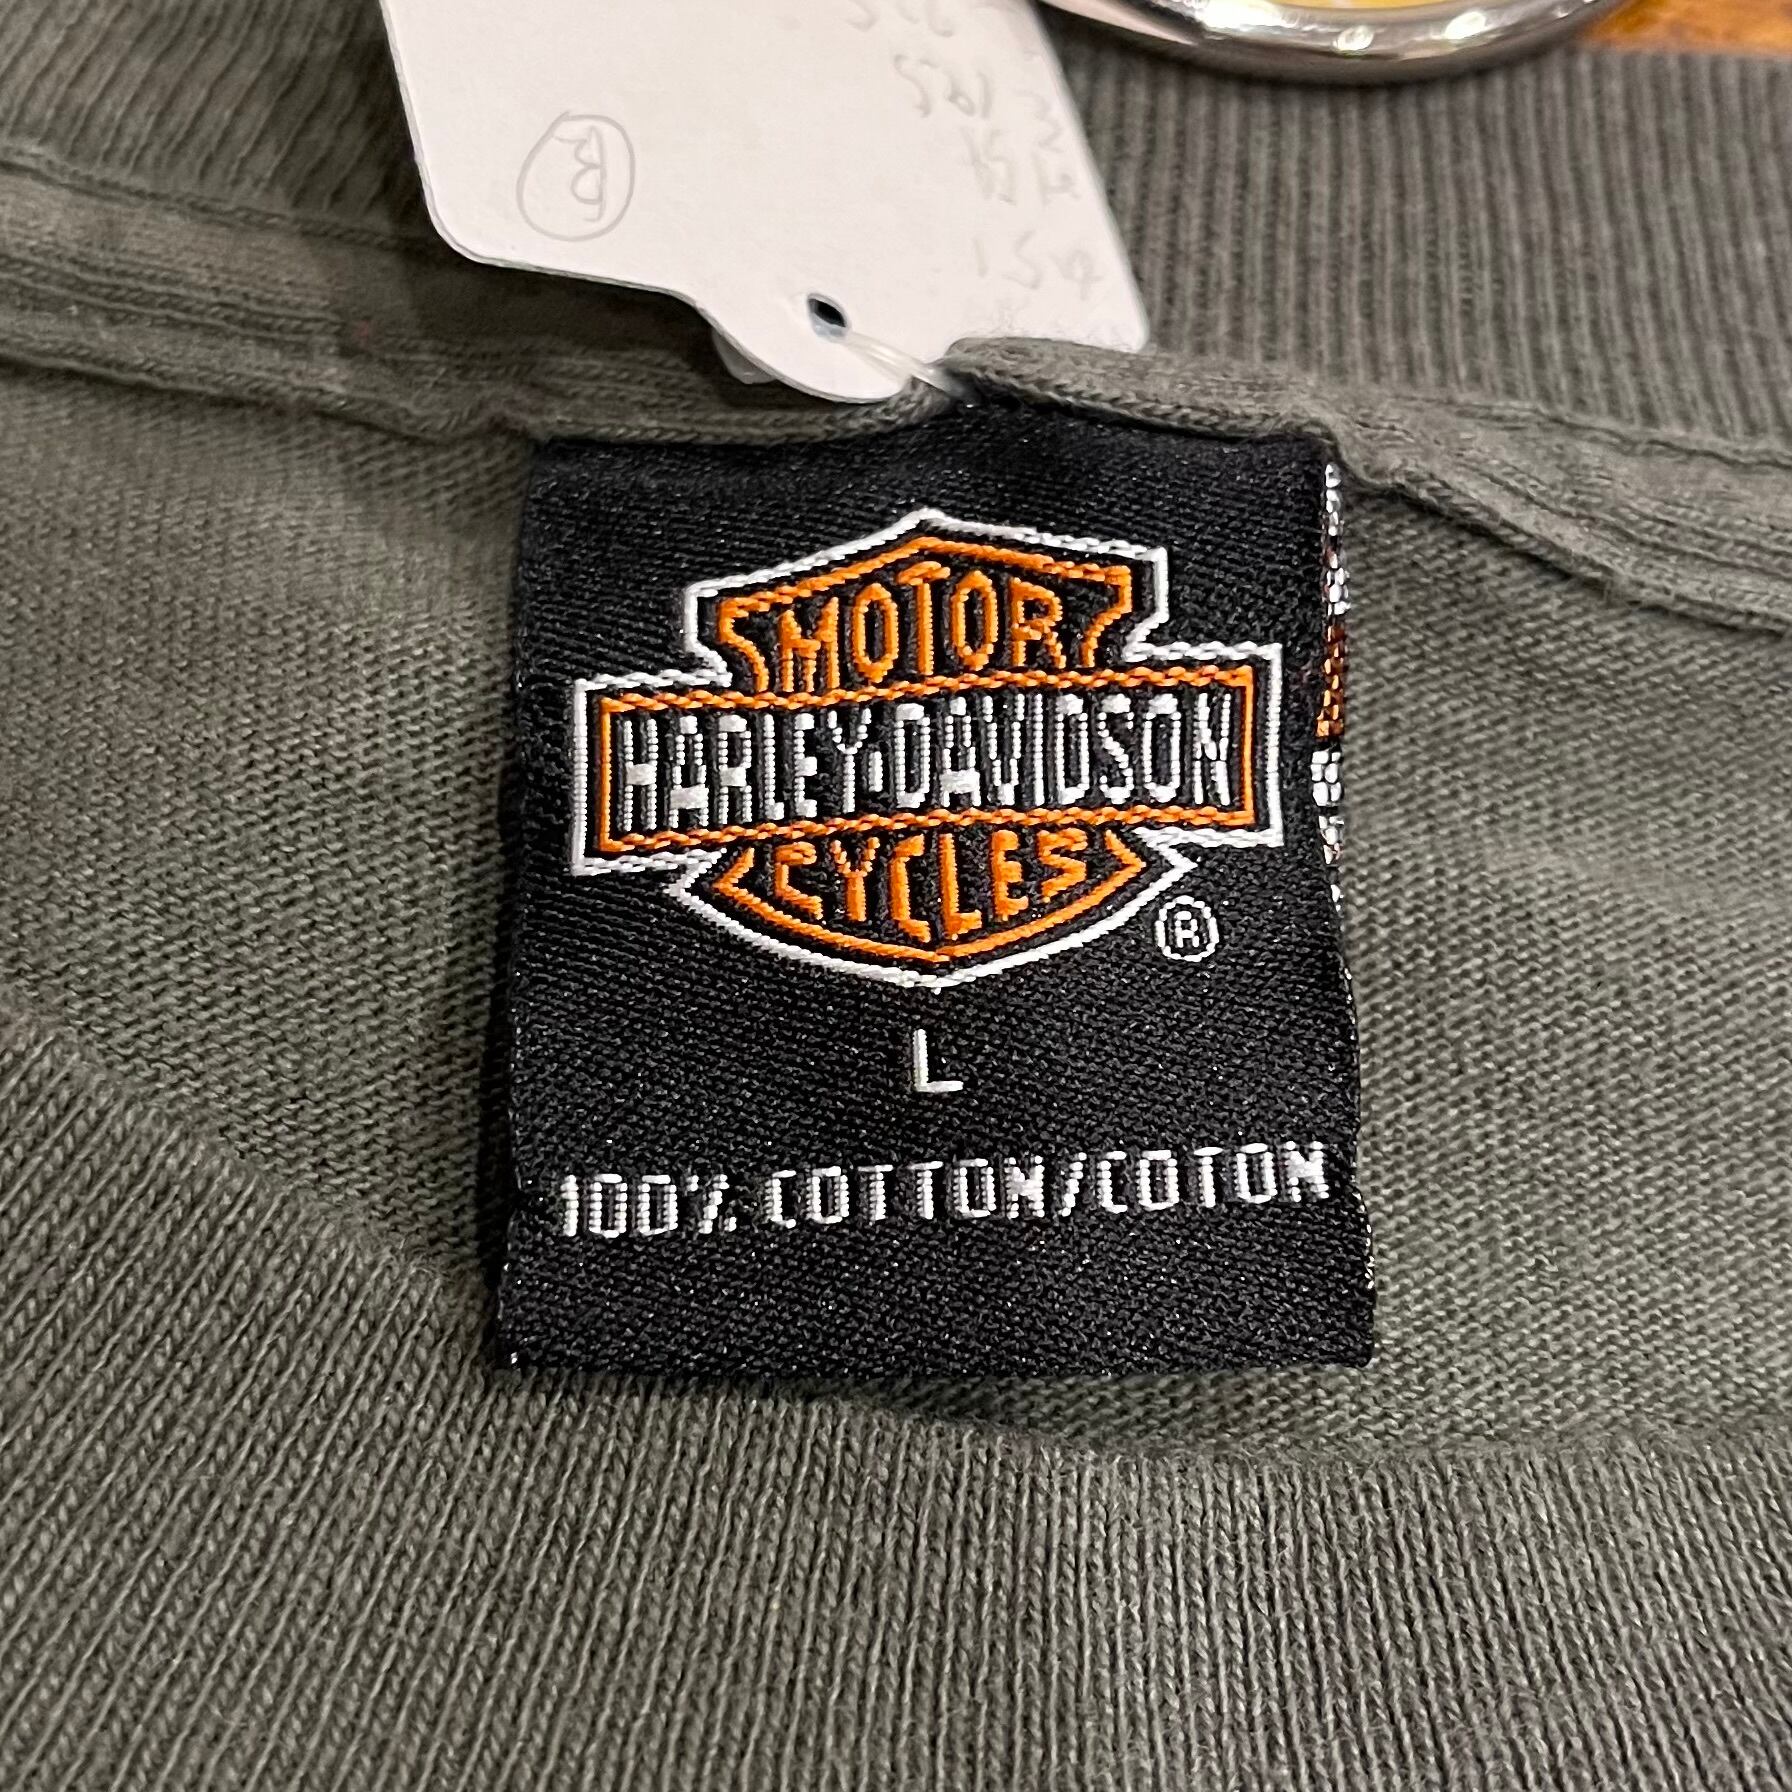 MOTOR
HARLEY-DAVIDSON
CYCLES
®
L
100% COTTON/COTON